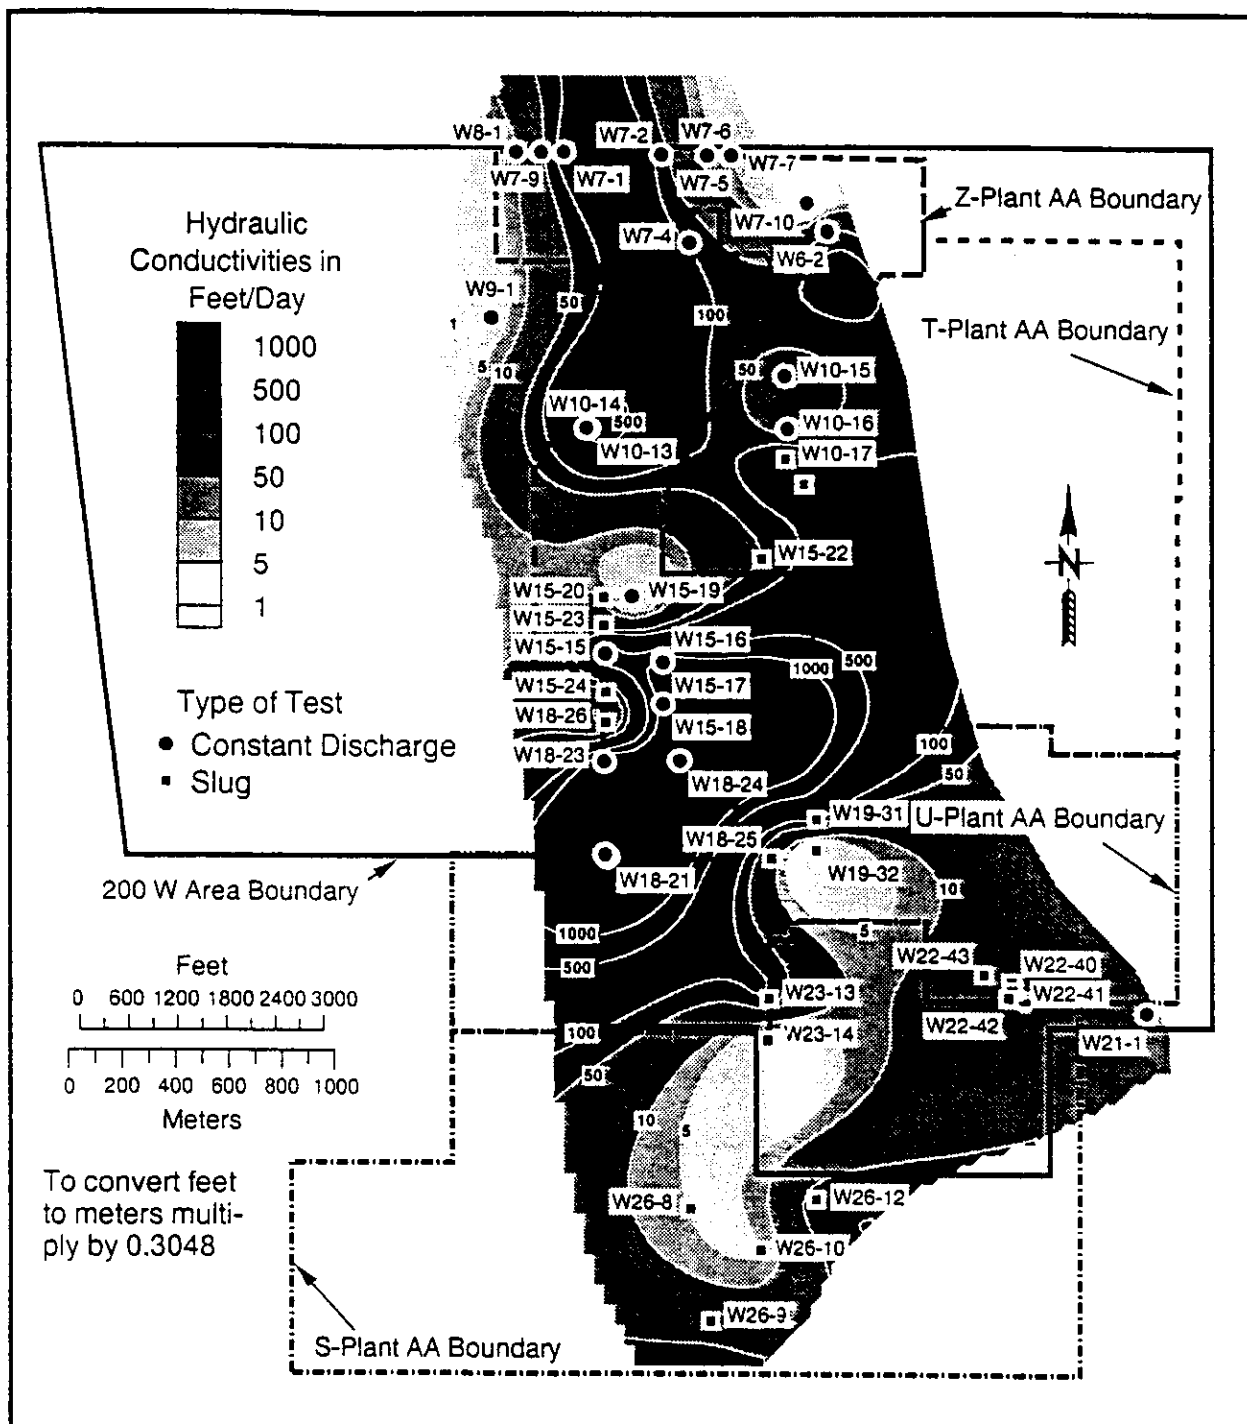 W8-1
W7-2
W7-6
W7-9
W7-1
W7-5
W7-7
Z-Plant AA Boundary
W7-10
W7-4
W6-2
Hydraulic
Conductivities in
Feet/Day
1000
500
100
50
10
5
1
W9-1
1
50
100
T-Plant AA Boundary
5
10
50
W10-15
W10-14
500
W10-16
W10-13
W10-17
N
W15-22
W15-20
W15-19
W15-23
W15-16
W15-15
500
1000
W15-24
W15-17
Type of Test
Constant Discharge
Slug
W18-26
W15-18
W18-23
100
50
W18-24
W19-31
U-Plant AA Boundary
W18-25
W19-32
10
W18-21
200 W Area Boundary
5
1000
500
W22-43
W22-40
W22-41
W22-42
Feet
0 600 1200 1800 2400 3000
0 200 400 600 800 1000
Meters
W23-13
W23-14
100
50
W21-1
10
5
To convert feet
to meters multi-
ply by 0.3048
W26-8
W26-12
W26-10
W26-9
S-Plant AA Boundary